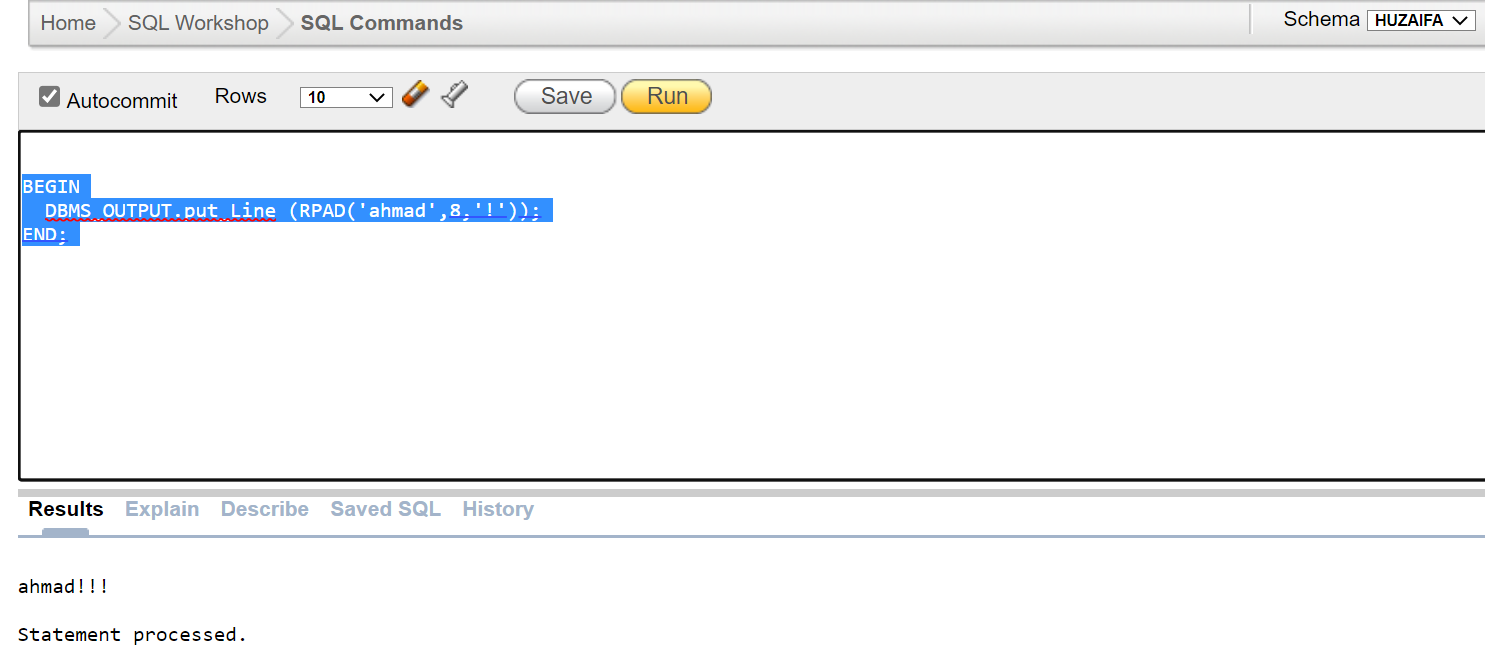 Home SQL Workshop SQL Commands Schema HUZAIFA
Autocommit Rows 10 Save Run
BEGIN
DBMS_OUTPUT.put_Line (RPAD('ahmad',8,'!'));
END;
Results Explain Describe Saved SQL History
ahmad!!!
Statement processed.